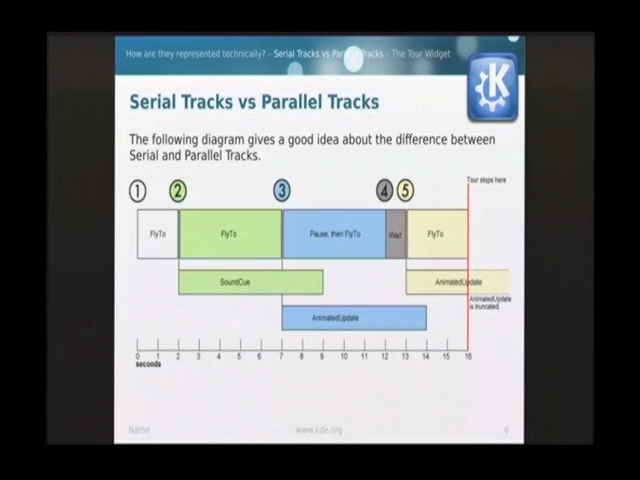 How are they represented technically? – Serial Tracks vs Parallel Tracks – The Tour Widget
K
Serial Tracks vs Parallel Tracks
The following diagram gives a good idea about the difference between
Serial and Parallel Tracks.
Tour stops here
1 2 3 4 5
FlyTo FlyTo Pause, then FlyTo Wait FlyTo
SoundCue AnimatedUpdate
AnimatedUpdate
is truncated.
AnimatedUpdate
0 1 2 3 4 5 6 7 8 9 10 11 12 13 14 15 16
seconds
Name www.kde.org 6